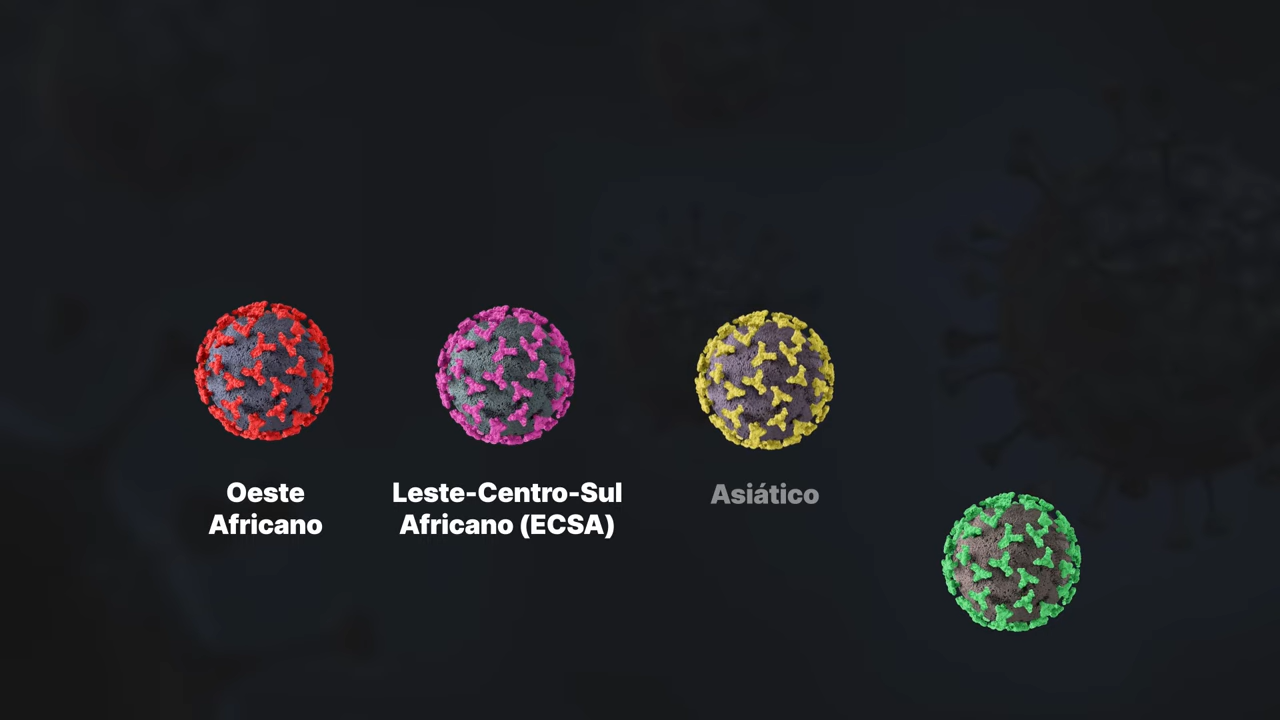 Oeste
Africano
Leste-Centro-Sul
Africano (ECSA)
Asiático